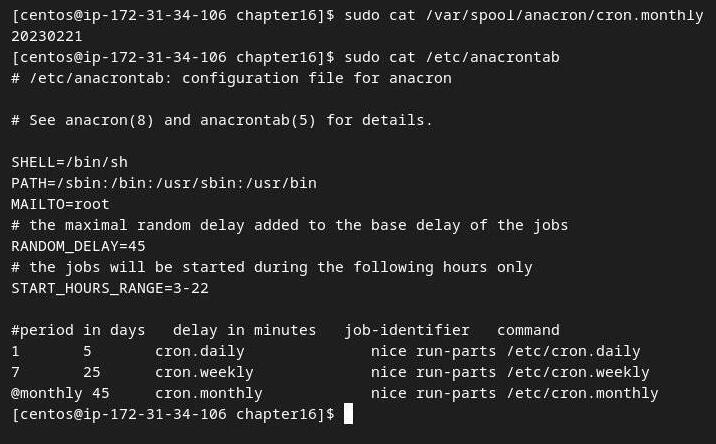 [centos@ip-172-31-34-106 chapter16]$ sudo cat /var/spool/anacron/cron.monthly
20230221
[centos@ip-172-31-34-106 chapter16]$ sudo cat /etc/anacrontab
# /etc/anacrontab: configuration file for anacron

# See anacron(8) and anacrontab(5) for details.

SHELL=/bin/sh
PATH=/sbin:/bin:/usr/sbin:/usr/bin
MAILTO=root
# the maximal random delay added to the base delay of the jobs
RANDOM_DELAY=45
# the jobs will be started during the following hours only
START_HOURS_RANGE=3-22

#period in days   delay in minutes   job-identifier   command
1       5       cron.daily              nice run-parts /etc/cron.daily
7       25      cron.weekly             nice run-parts /etc/cron.weekly
@monthly 45     cron.monthly            nice run-parts /etc/cron.monthly
[centos@ip-172-31-34-106 chapter16]$